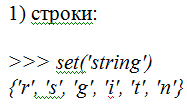 1) строки:
>>> set('string')
{'r', 's', 'g', 'i', 't', 'n'}